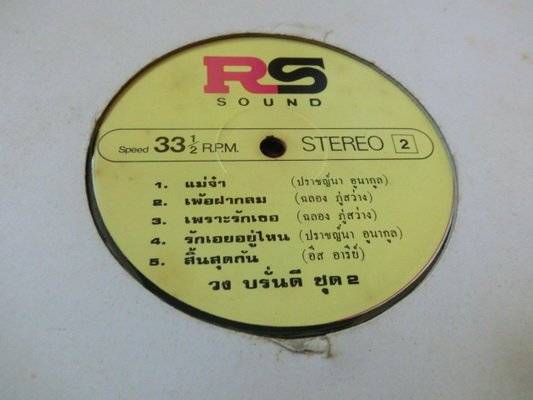 RS
SOUND
Speed 33 1/2 R.P.M. STEREO 2
1. แม่จ๋า (ปราชญ์นา อูนากูล)
2. เพ้อฝากลม (ฉลอง ภู่สว่าง)
3. เพราะรักเธอ (ฉลอง ภู่สว่าง)
4. รักเอยอยู่ไหน (ปราชญ์นา อูนากูล)
5. สิ้นสุดกัน (อิส อารีย์)
วง บรั่นดี ชุด 2